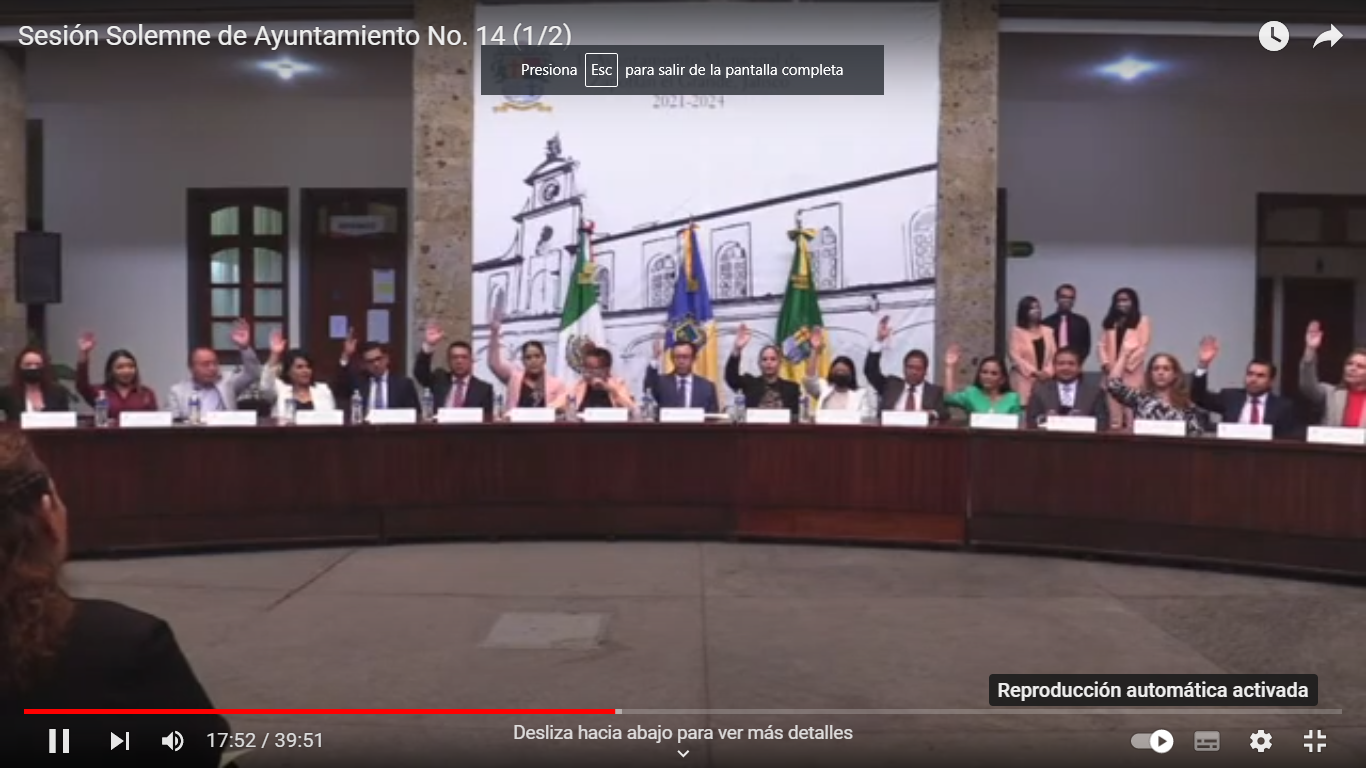 Sesión Solemne de Ayuntamiento No. 14 (1/2)
Presiona Esc para salir de la pantalla completa
2021-2024
Reproducción automática activada
Desliza hacia abajo para ver más detalles
17:52 / 39:51